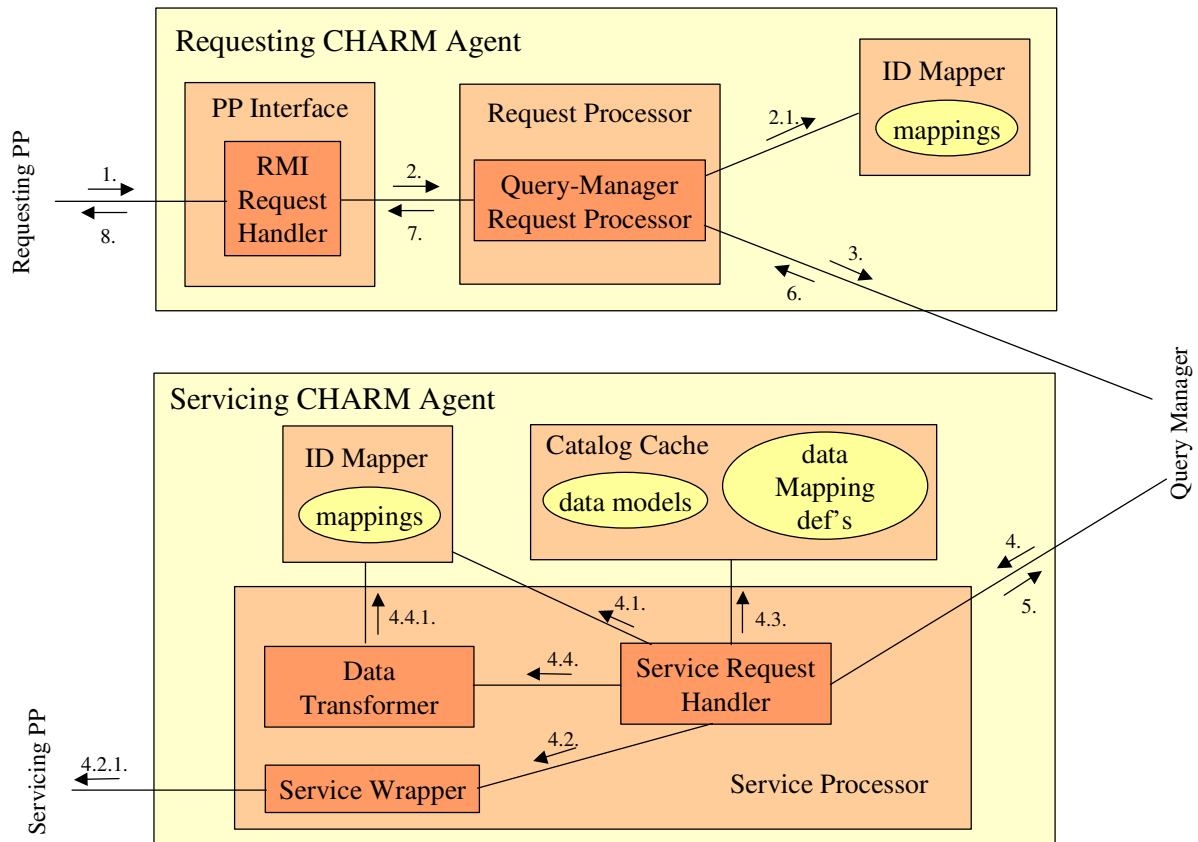 Requesting CHARM Agent
ID Mapper
mappings
PP Interface
RMI
Request
Handler
Request Processor
Query-Manager
Request Processor
Requesting PP
1.
8.
2.
7.
2.1.
3.
6.
Query Manager
Servicing CHARM Agent
ID Mapper
mappings
Catalog Cache
data models
data
Mapping
def's
4.
5.
4.4.1.
4.1.
4.3.
Data
Transformer
4.4.
Service Request
Handler
4.2.
Servicing PP
4.2.1.
Service Wrapper
Service Processor